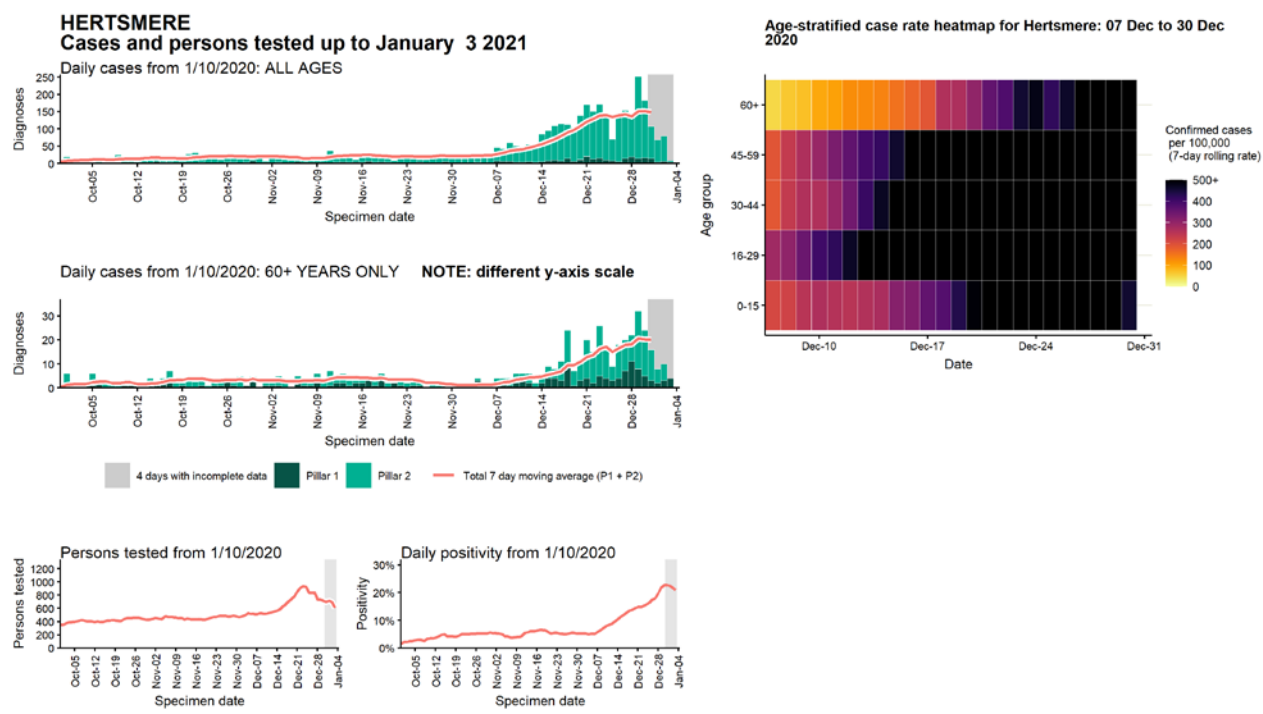 HERTSMERE
Cases and persons tested up to January  3 2021
Daily cases from 1/10/2020: ALL AGES
Diagnoses
250
200
150
100
50
0
Oct-05
Oct-12
Oct-19
Oct-26
Nov-02
Nov-09
Nov-16
Nov-23
Nov-30
Dec-07
Dec-14
Dec-21
Dec-28
Jan-04
Specimen date
Daily cases from 1/10/2020: 60+ YEARS ONLY NOTE: different y-axis scale
Diagnoses
30
20
10
0
Oct-05
Oct-12
Oct-19
Oct-26
Nov-02
Nov-09
Nov-16
Nov-23
Nov-30
Dec-07
Dec-14
Dec-21
Dec-28
Jan-04
Specimen date
4 days with incomplete data Pillar 1 Pillar 2 Total 7 day moving average (P1 + P2)
Persons tested from 1/10/2020
Persons tested
1200
1000
800
600
400
200
0
Oct-05
Oct-12
Oct-19
Oct-26
Nov-02
Nov-09
Nov-16
Nov-23
Nov-30
Dec-07
Dec-14
Dec-21
Dec-28
Jan-04
Specimen date
Daily positivity from 1/10/2020
Positivity
30%
20%
10%
0%
Oct-05
Oct-12
Oct-19
Oct-26
Nov-02
Nov-09
Nov-16
Nov-23
Nov-30
Dec-07
Dec-14
Dec-21
Dec-28
Jan-04
Specimen date
Age-stratified case rate heatmap for Hertsmere: 07 Dec to 30 Dec
2020
Age group
60+
45-59
30-44
16-29
0-15
Dec-10
Dec-17
Dec-24
Dec-31
Date
Confirmed cases
per 100,000
(7-day rolling rate)
500+
400
300
200
100
0